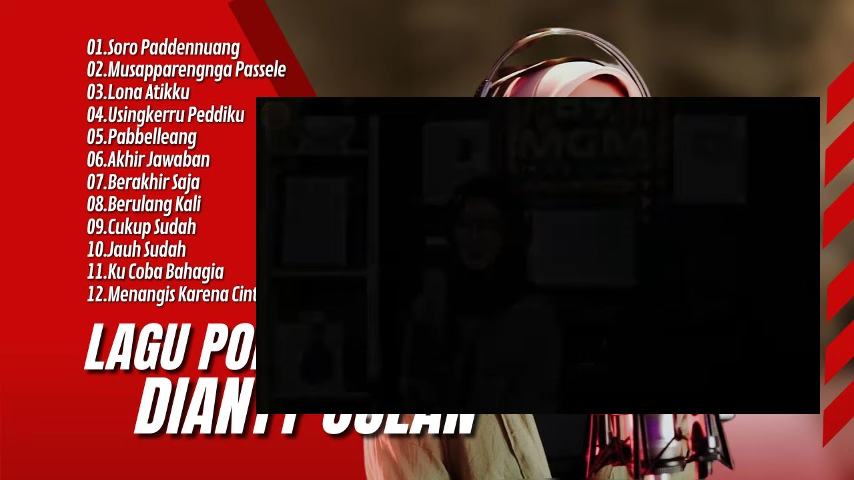 01.Soro Paddennuang
02.Musapparengnga Passele
03.Lona Atikku
04.Usingkerru Peddiku
05.Pabbelleang
06.Akhir Jawaban
07.Berakhir Saja
08.Berulang Kali
09.Cukup Sudah
10.Jauh Sudah
11.Ku Coba Bahagia
12.Menangis Karena Cint
LAGU PO
MGM